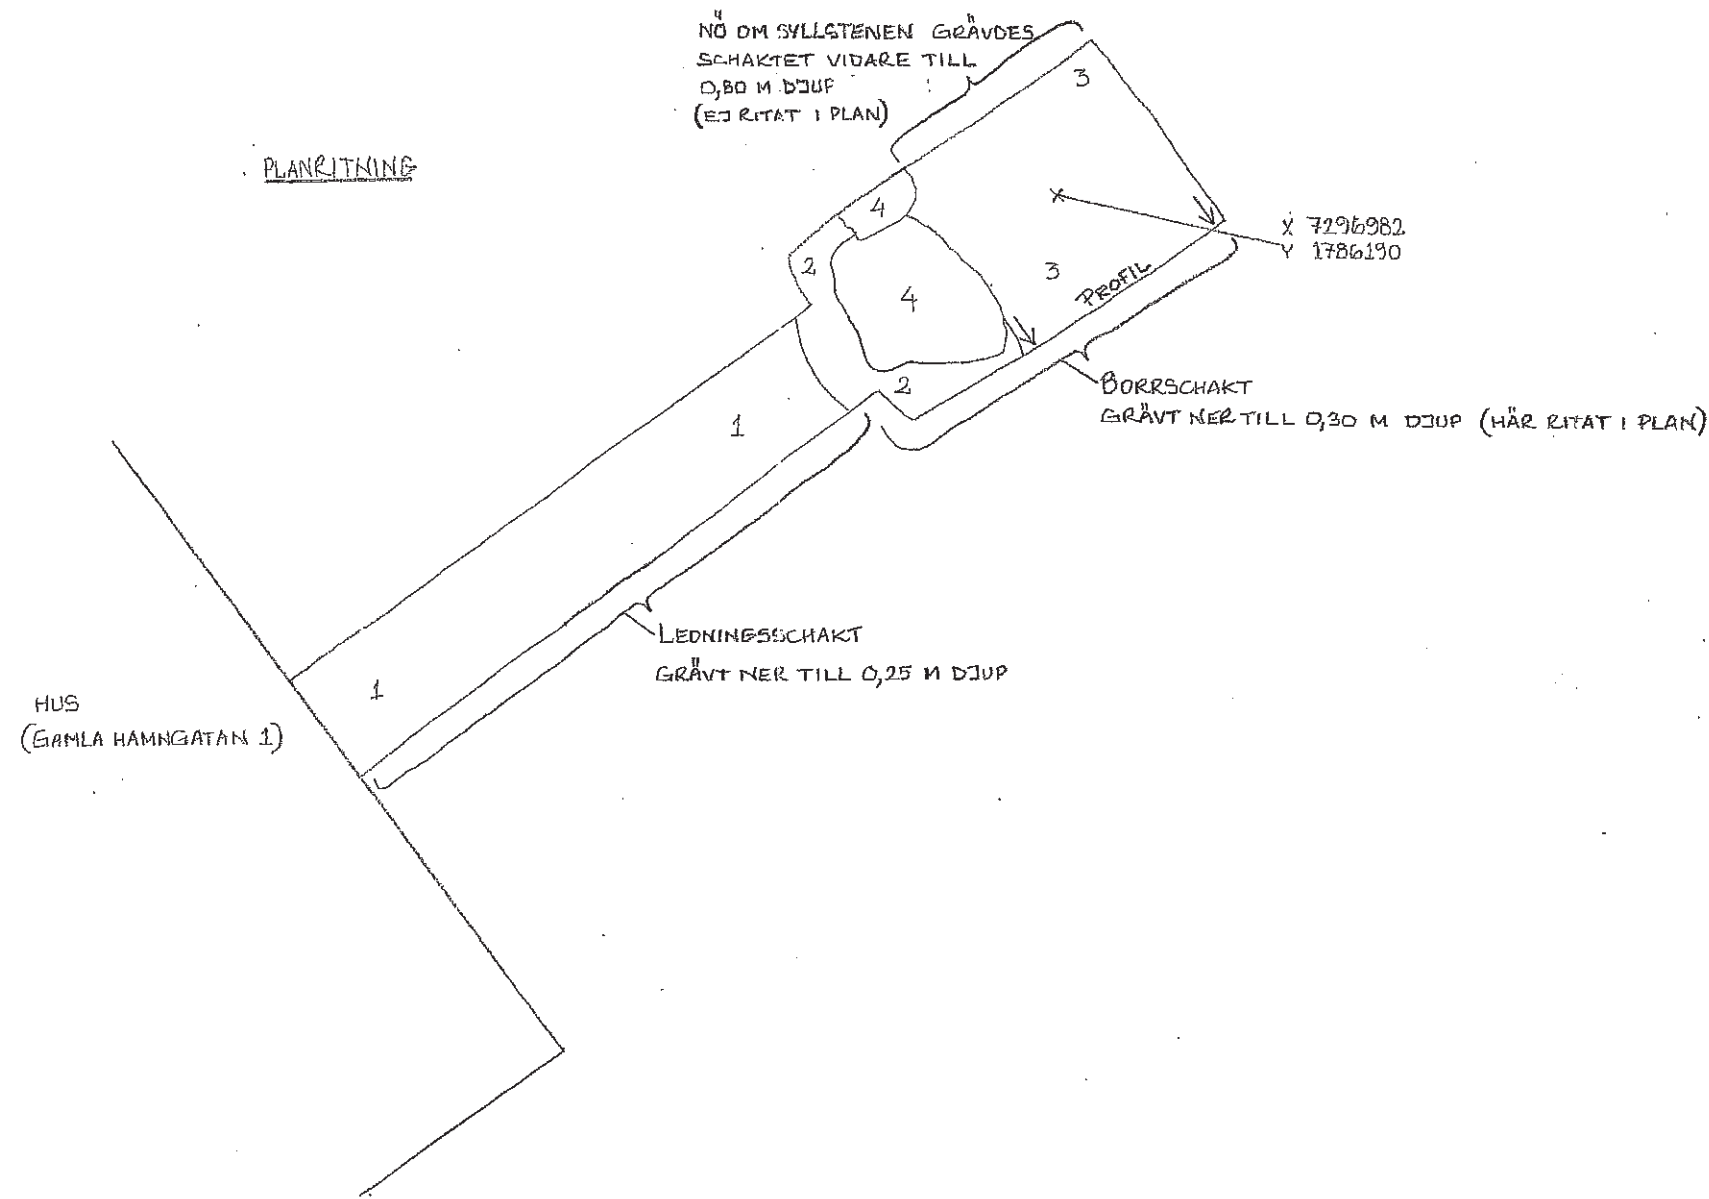 NÖ OM SYLLSTENEN GRÄVDES
SCHAKTET VIDARE TILL
0,80 M DJUP
(EJ RITAT I PLAN)
PLANRITNING
3
4
X 7296982
Y 1786190
2
3
PROFIL
4
BORRSCHAKT
GRÄVT NER TILL 0,30 M DJUP (HÄR RITAT I PLAN)
2
1
LEDNINGSSCHAKT
GRÄVT NER TILL 0,25 M DJUP
1
HUS
(GAMLA HAMNGATAN 1)